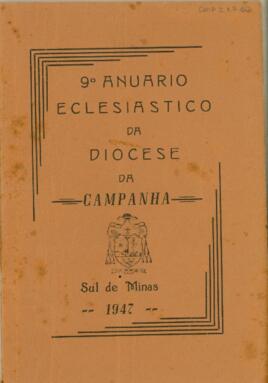 9º ANUARIO
ECLESIASTICO
DA
DIOCESE
DA
CAMPANHA
Sul de Minas
-- 1947 --